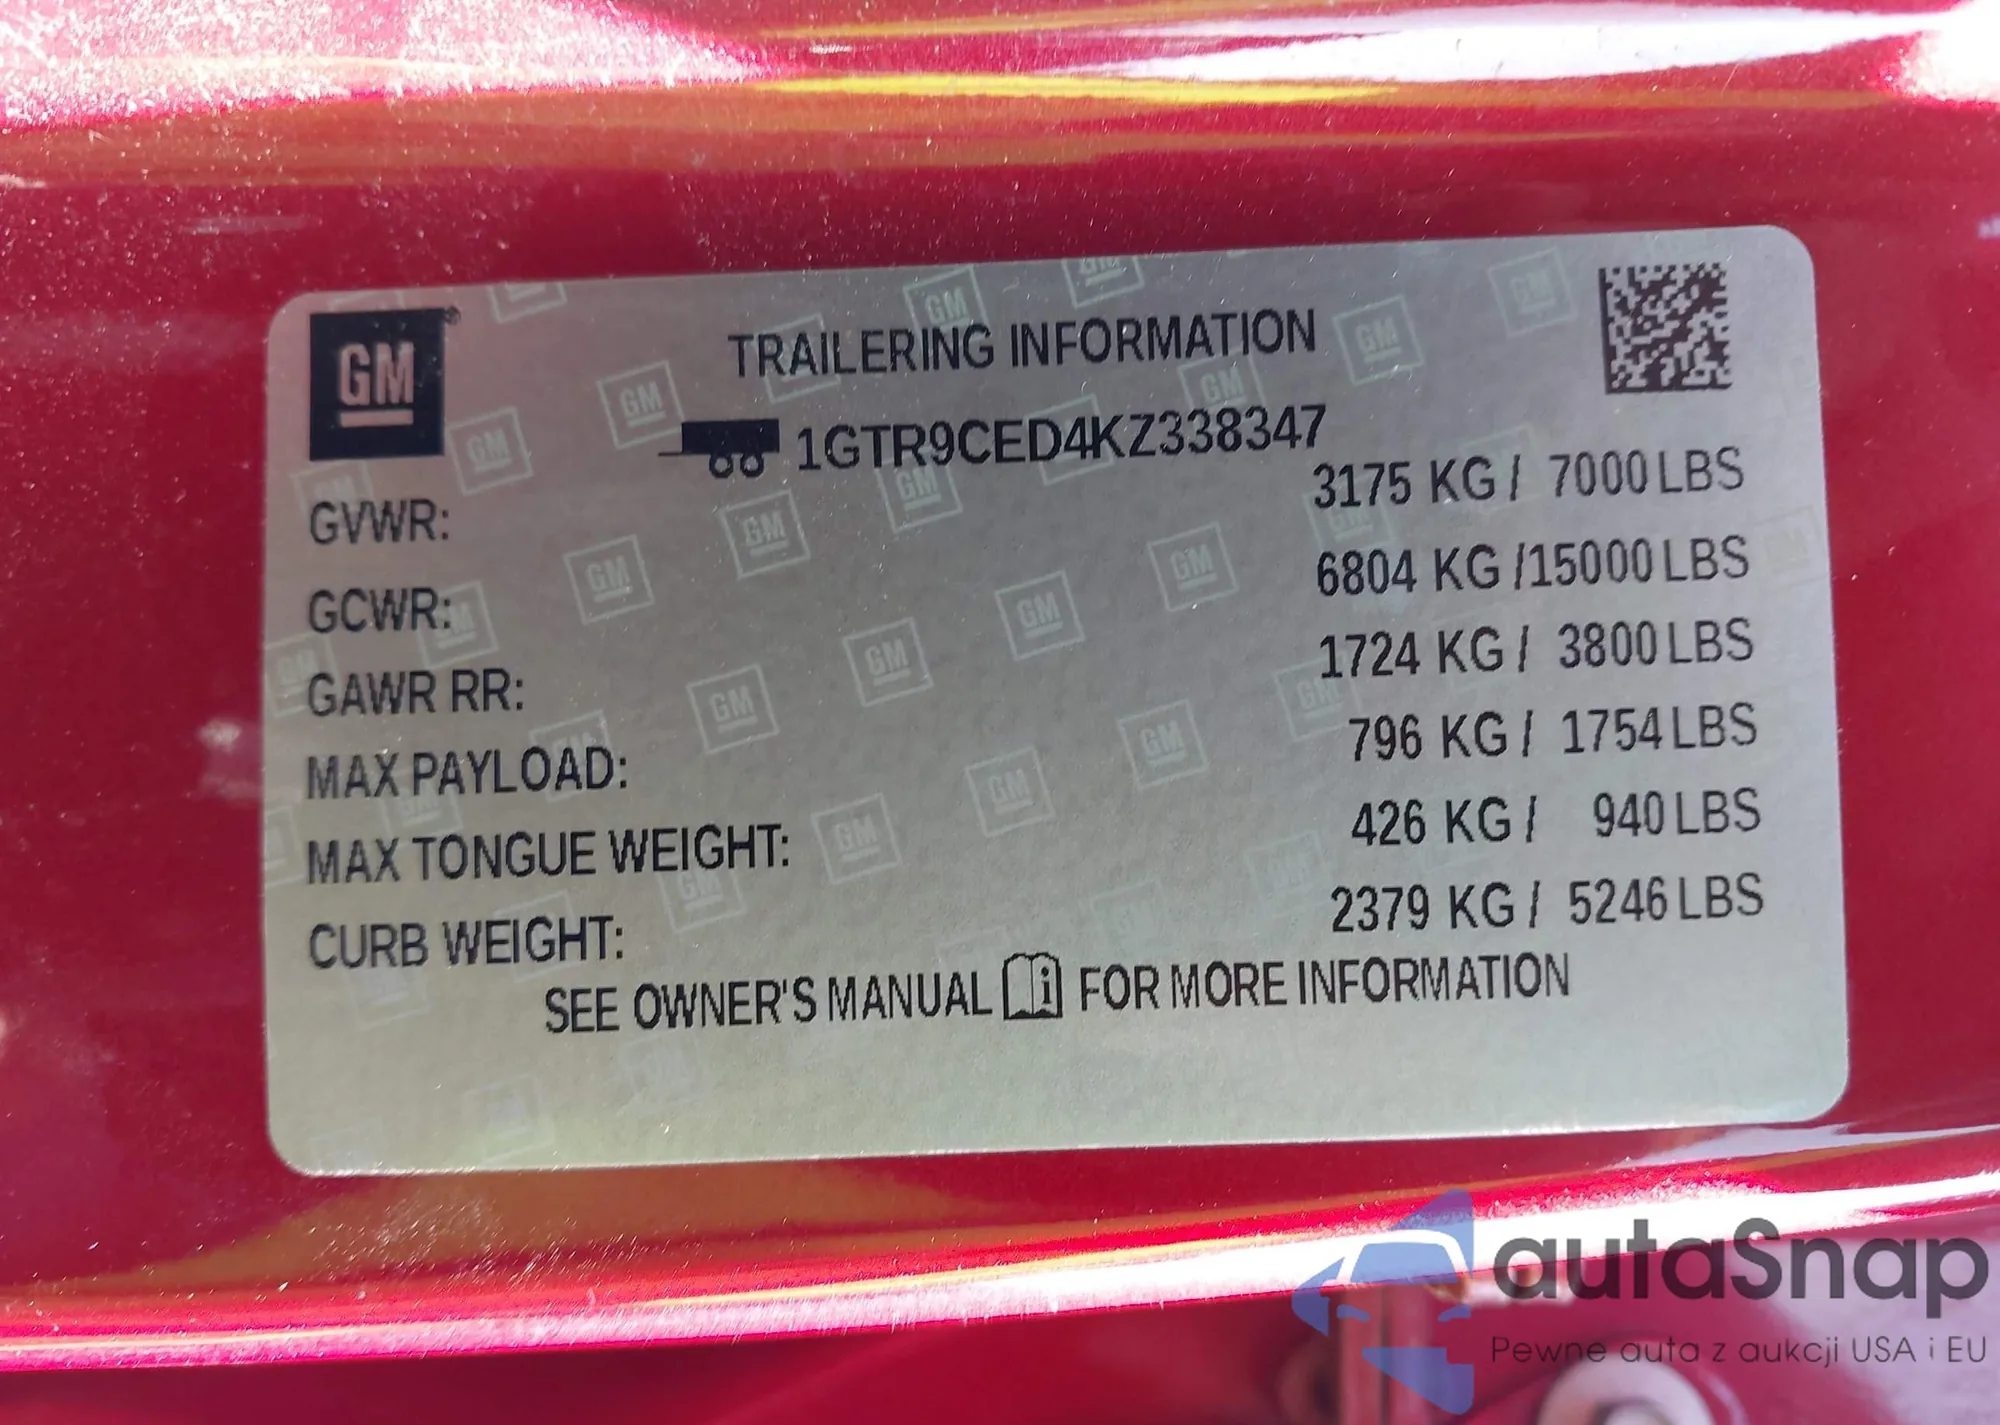 GM
TRAILERING INFORMATION
1GTR9CED4KZ338347
GVWR: 3175 KG / 7000 LBS
GCWR: 6804 KG /15000 LBS
GAWR RR: 1724 KG / 3800 LBS
MAX PAYLOAD: 796 KG / 1754 LBS
MAX TONGUE WEIGHT: 426 KG / 940 LBS
CURB WEIGHT: 2379 KG / 5246 LBS
SEE OWNER'S MANUAL i FOR MORE INFORMATION
autaSnap
Pewne auta z aukcji USA i EU